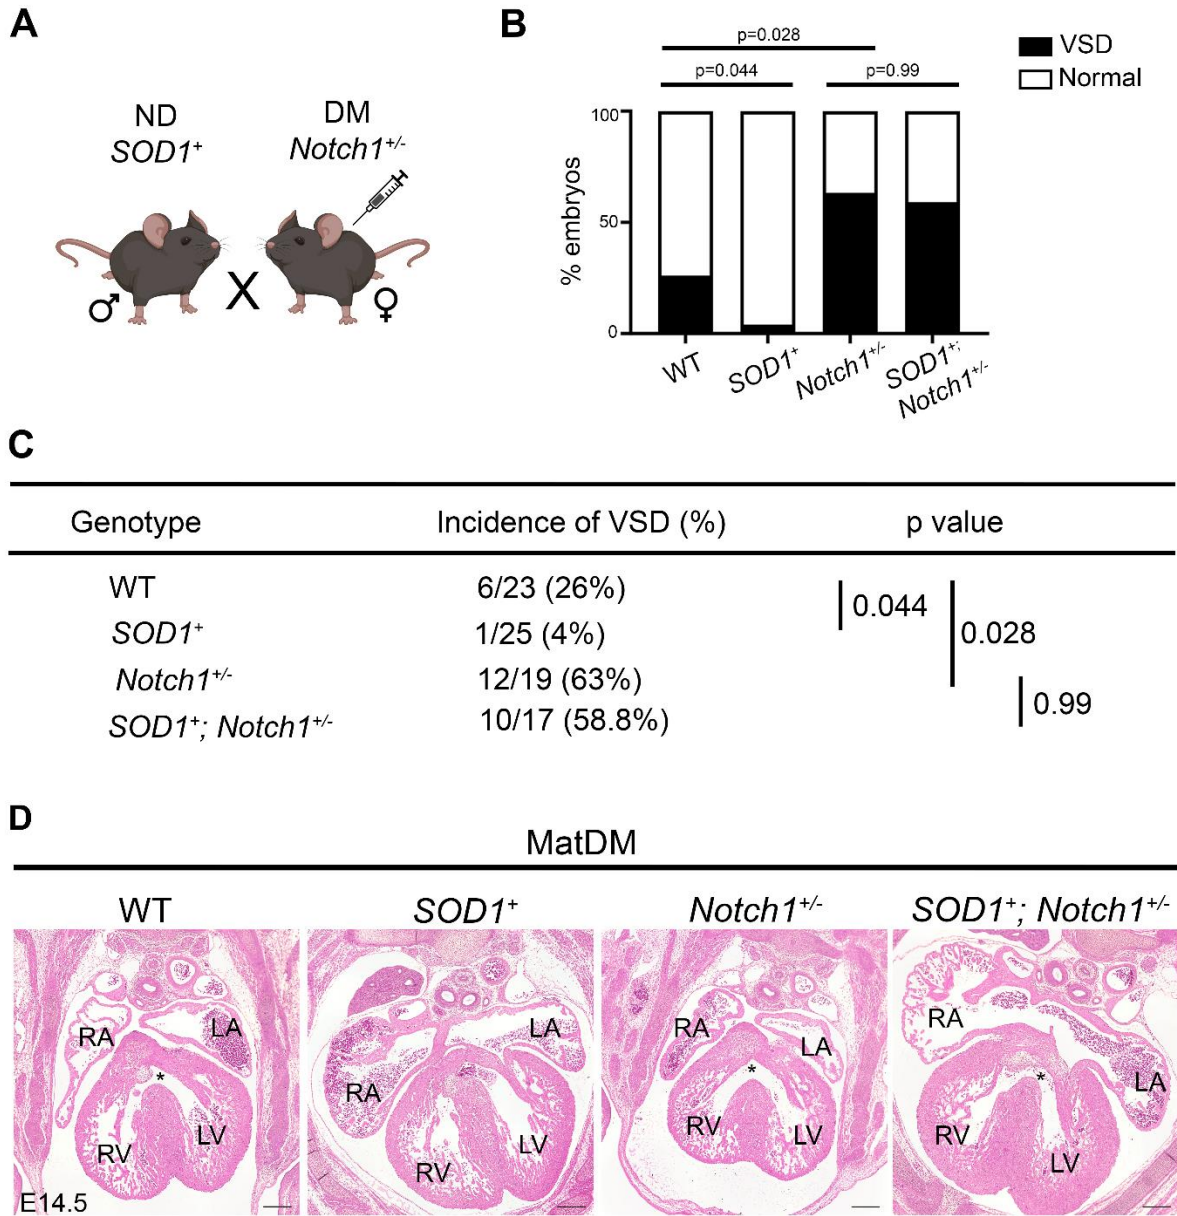 A
ND
SOD1⁺
DM
Notch1⁺/⁻
♂
X
♀
B
p=0.028
p=0.044
p=0.99
VSD
Normal
% embryos
100
50
0
WT
SOD1⁺
Notch1⁺/⁻
SOD1⁺;
Notch1⁺/⁻
C
Genotype Incidence of VSD (%) p value
WT 6/23 (26%)
0.044
SOD1⁺ 1/25 (4%)
0.028
Notch1⁺/⁻ 12/19 (63%)
0.99
SOD1⁺; Notch1⁺/⁻ 10/17 (58.8%)
D
MatDM
WT SOD1⁺ Notch1⁺/⁻ SOD1⁺; Notch1⁺/⁻
RA LA * RV LV E14.5
RA LA RV LV
RA LA * RV LV
RA LA * RV LV